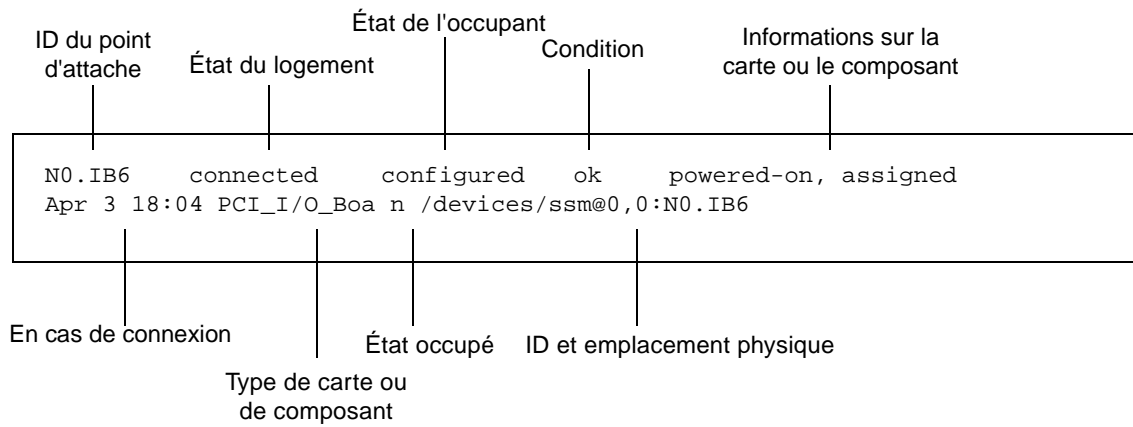 État de l'occupant
ID du point
d'attache
État du logement
Condition
Informations sur la
carte ou le composant
N0.IB6 connected configured ok powered-on, assigned
Apr 3 18:04 PCI_I/O_Boa n /devices/ssm@0,0:N0.IB6
En cas de connexion
État occupé
ID et emplacement physique
Type de carte ou
de composant